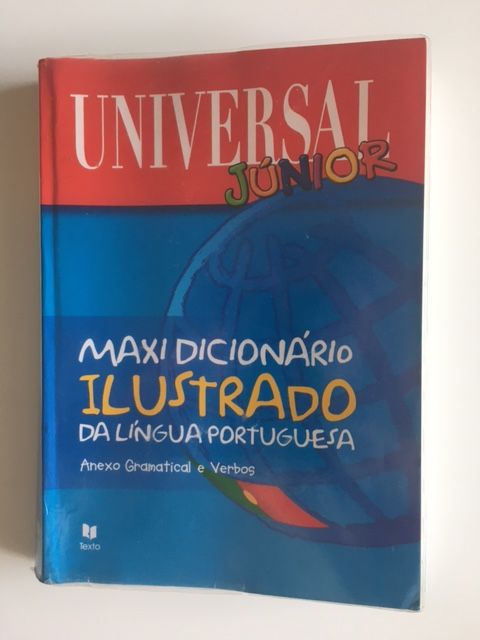 UNIVERSAL
JÚNIOR
MAXI DICIONÁRIO
ILUSTRADO
DA LÍNGUA PORTUGUESA
Anexo Gramatical e Verbos
Texto